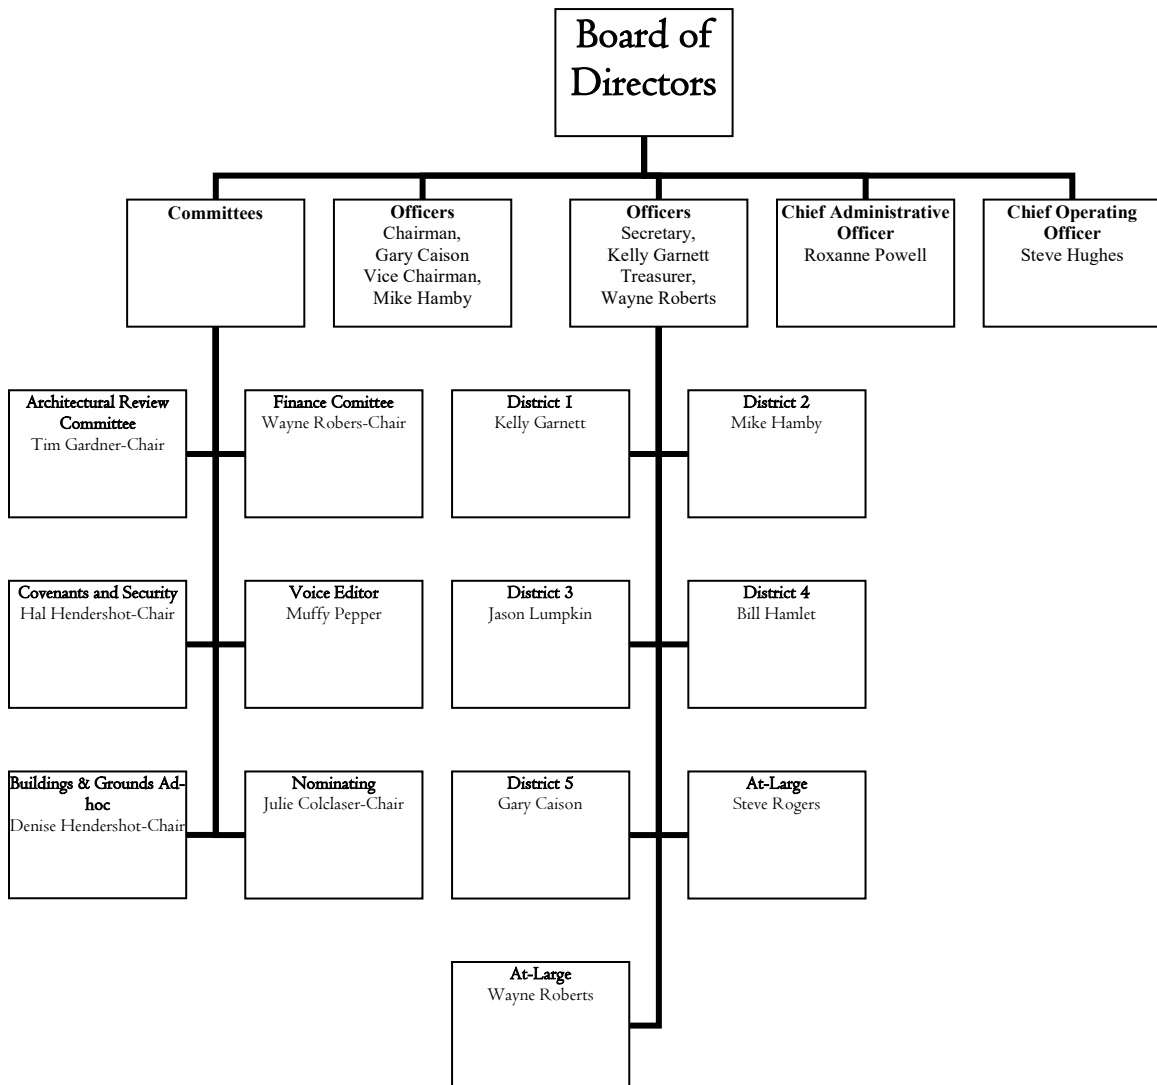 Board of
Directors
Committees
Officers
Chairman,
Gary Caison
Vice Chairman,
Mike Hamby
Officers
Secretary,
Kelly Garnett
Treasurer,
Wayne Roberts
Chief Administrative
Officer
Roxanne Powell
Chief Operating
Officer
Steve Hughes
Architectural Review
Committee
Tim Gardner-Chair
Finance Comittee
Wayne Robers-Chair
District 1
Kelly Garnett
District 2
Mike Hamby
Covenants and Security
Hal Hendershot-Chair
Voice Editor
Muffy Pepper
District 3
Jason Lumpkin
District 4
Bill Hamlet
Buildings & Grounds Ad-
hoc
Denise Hendershot-Chair
Nominating
Julie Colclaser-Chair
District 5
Gary Caison
At-Large
Steve Rogers
At-Large
Wayne Roberts